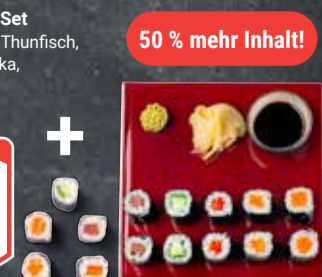 Set
Thunfisch,
ka,
50 % mehr Inhalt!
+